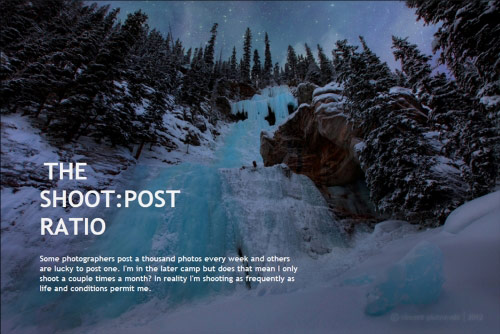 THE
SHOOT:POST
RATIO
Some photographers post a thousand photos every week and others
are lucky to post one. I'm in the later camp but does that mean I only
shoot a couple times a month? In reality I'm shooting as frequently as
life and conditions permit me.